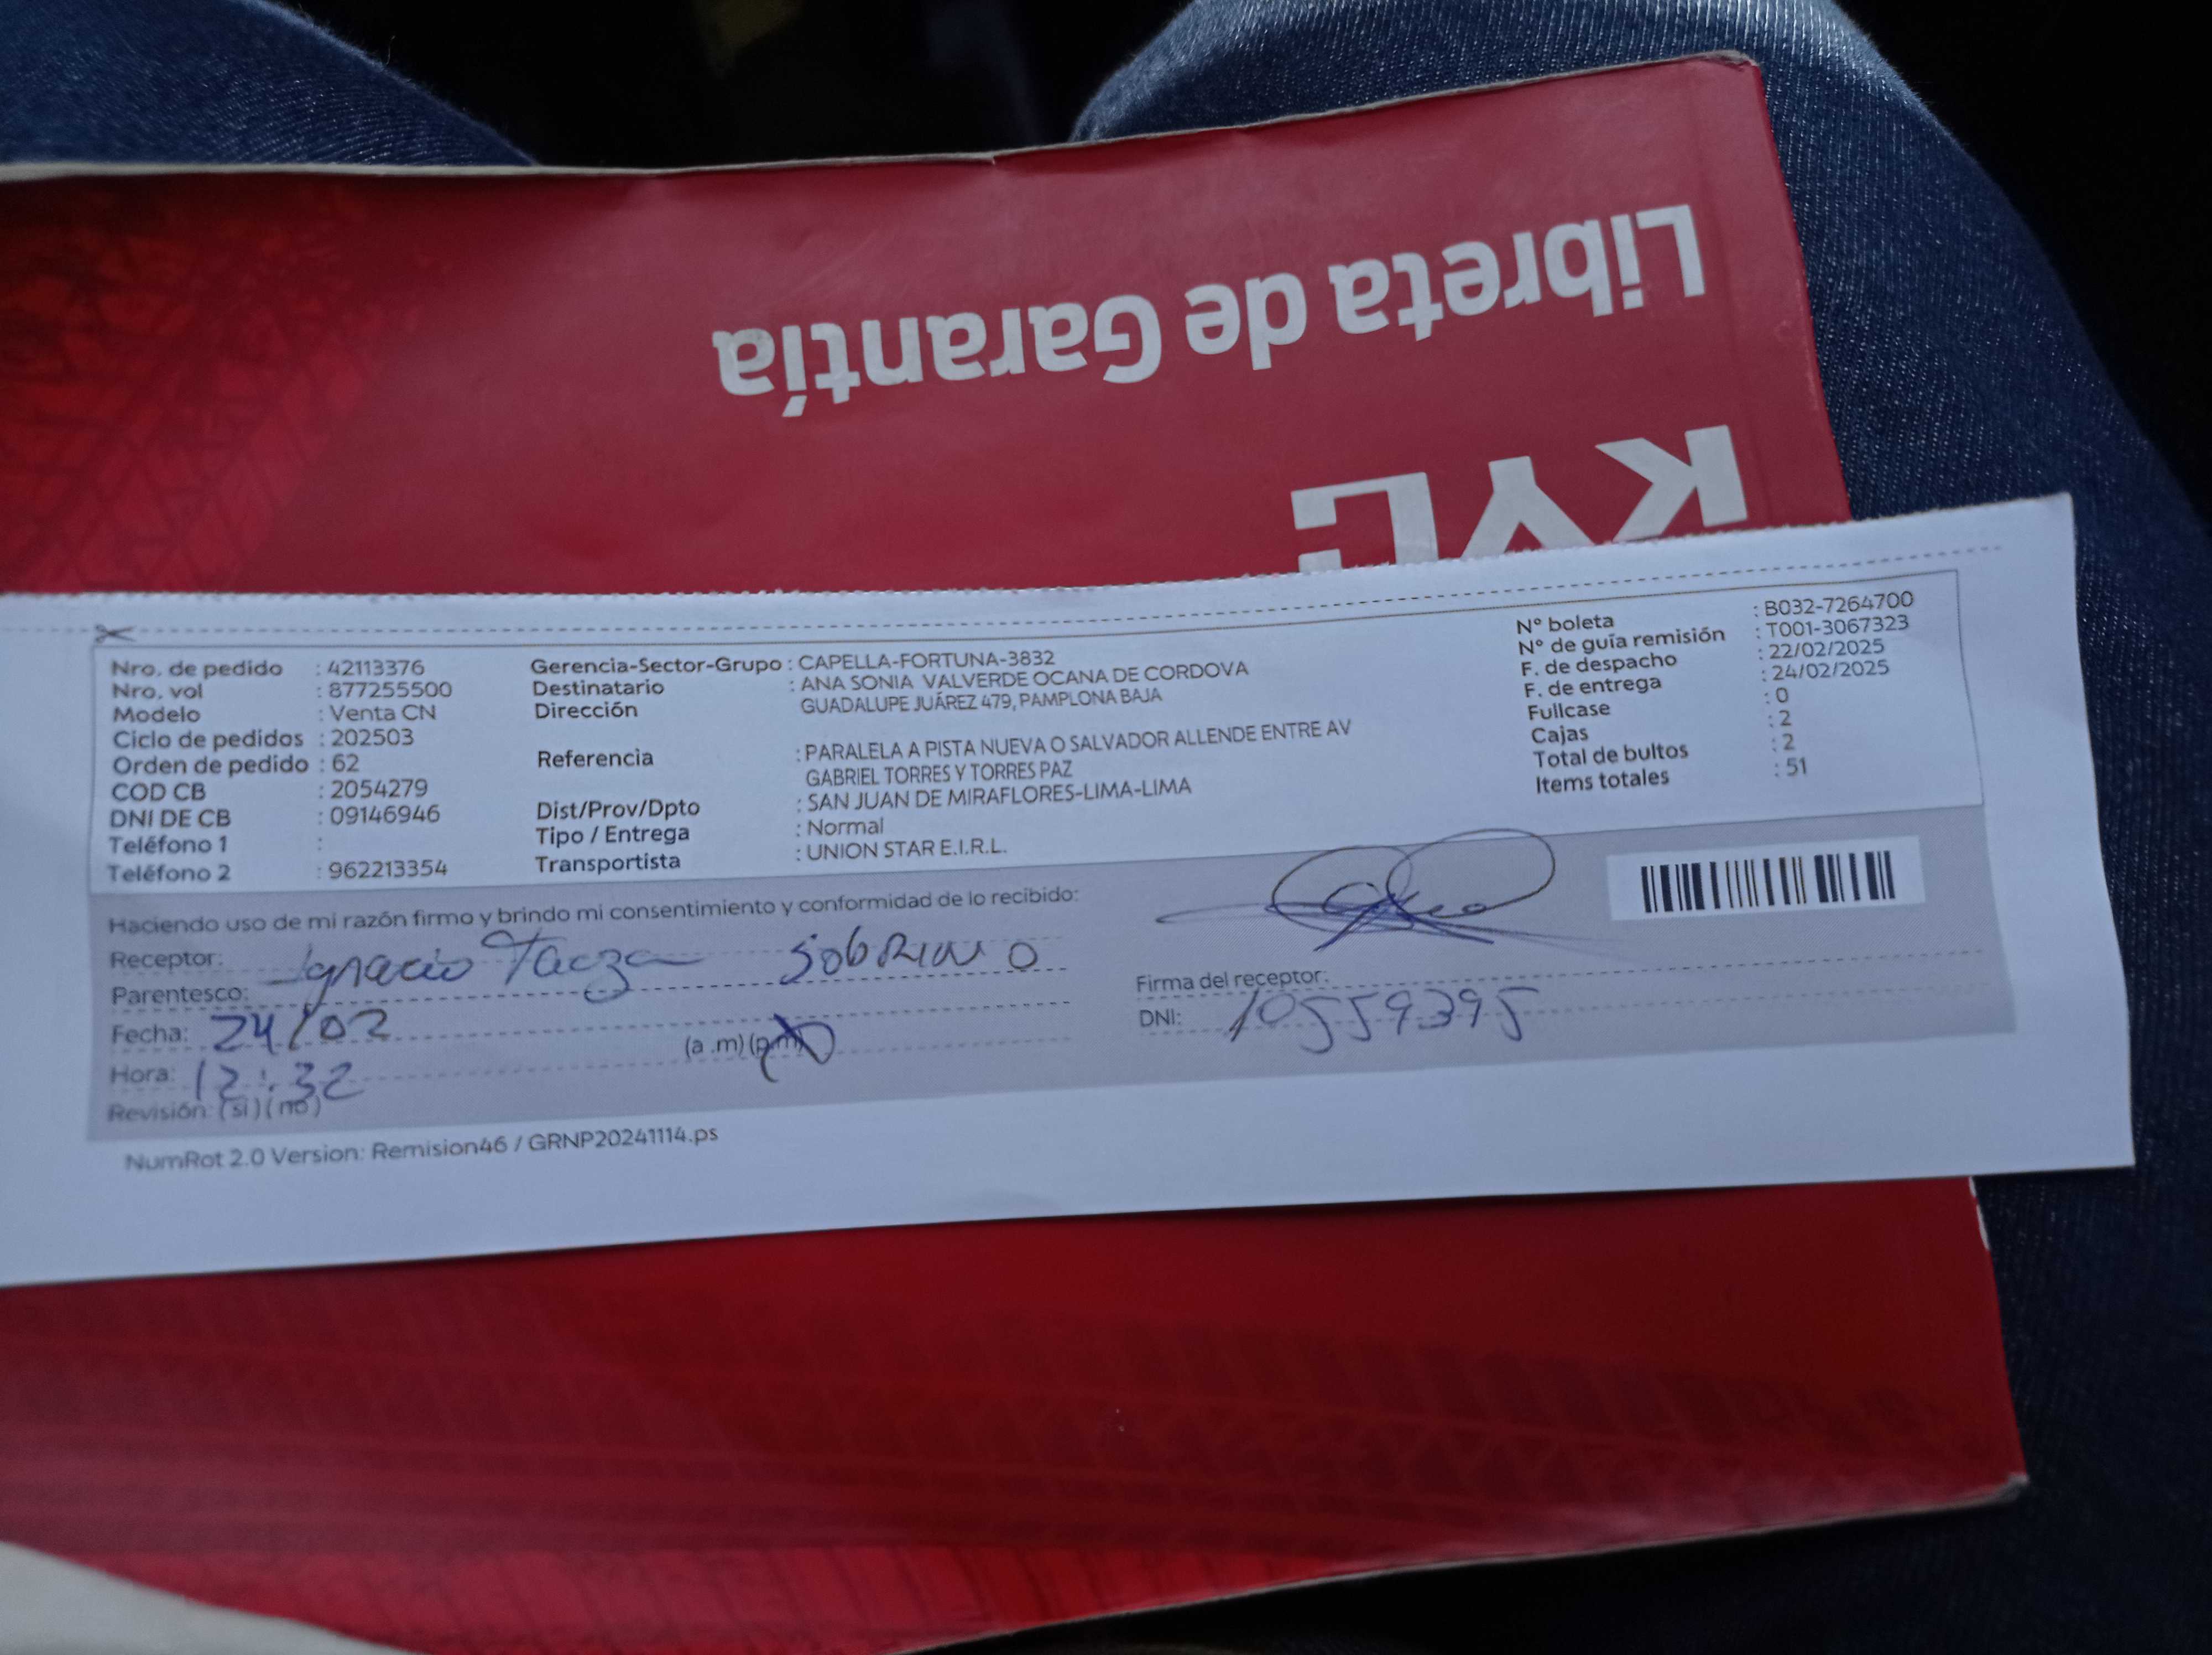 Libreta de Garantía
KYC
Nro. de pedido : 42113376
Nro. vol : 877255500
Modelo : Venta CN
Ciclo de pedidos : 202503
Orden de pedido : 62
COD CB : 2054279
DNI DE CB : 09146946
Teléfono 1 :
Teléfono 2 : 962213354
Gerencia-Sector-Grupo : CAPELLA-FORTUNA-3832
Destinatario : ANA SONIA VALVERDE OCANA DE CORDOVA
Dirección GUADALUPE JUÁREZ 479, PAMPLONA BAJA
Referencia : PARALELA A PISTA NUEVA O SALVADOR ALLENDE ENTRE AV
GABRIEL TORRES Y TORRES PAZ
Dist/Prov/Dpto : SAN JUAN DE MIRAFLORES-LIMA-LIMA
Tipo / Entrega : Normal
Transportista : UNION STAR E.I.R.L.
Nº boleta : B032-7264700
Nº de guía remisión : T001-3067323
F. de despacho : 22/02/2025
F. de entrega : 24/02/2025
Fullcase : 0
Cajas : 2
Total de bultos : 2
Items totales : 51
Haciendo uso de mi razón firmo y brindo mi consentimiento y conformidad de lo recibido:
Receptor: Ignacio SOBRINO
Parentesco:
Fecha: 24/02
(a .m) (p.m)
Hora: 12:32
Revisión: (si) (no)
Firma del receptor:
DNI: 10559395
NumRot 2.0 Version: Remision46 / GRNP20241114.ps